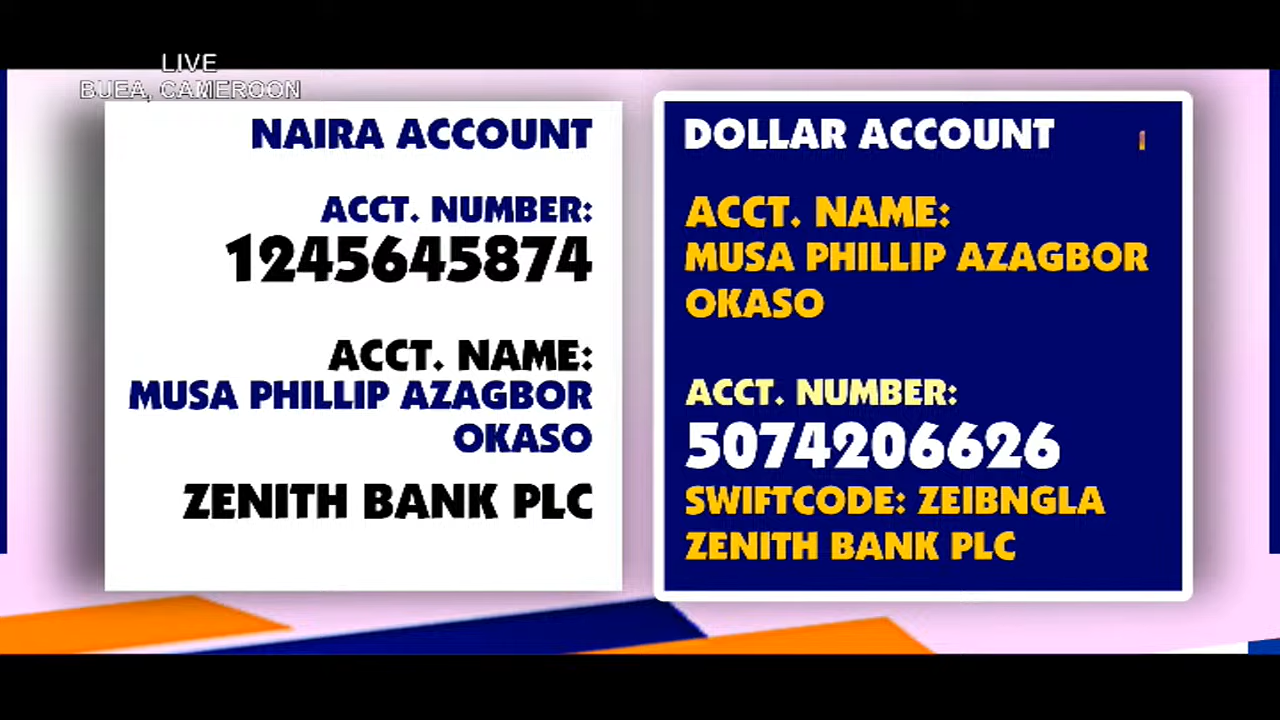 LIVE
BUEA, CAMEROON
NAIRA ACCOUNT
ACCT. NUMBER:
1245645874
ACCT. NAME:
MUSA PHILLIP AZAGBOR
OKASO
ZENITH BANK PLC
DOLLAR ACCOUNT
ACCT. NAME:
MUSA PHILLIP AZAGBOR
OKASO
ACCT. NUMBER:
5074206626
SWIFTCODE: ZEIBNGLA
ZENITH BANK PLC